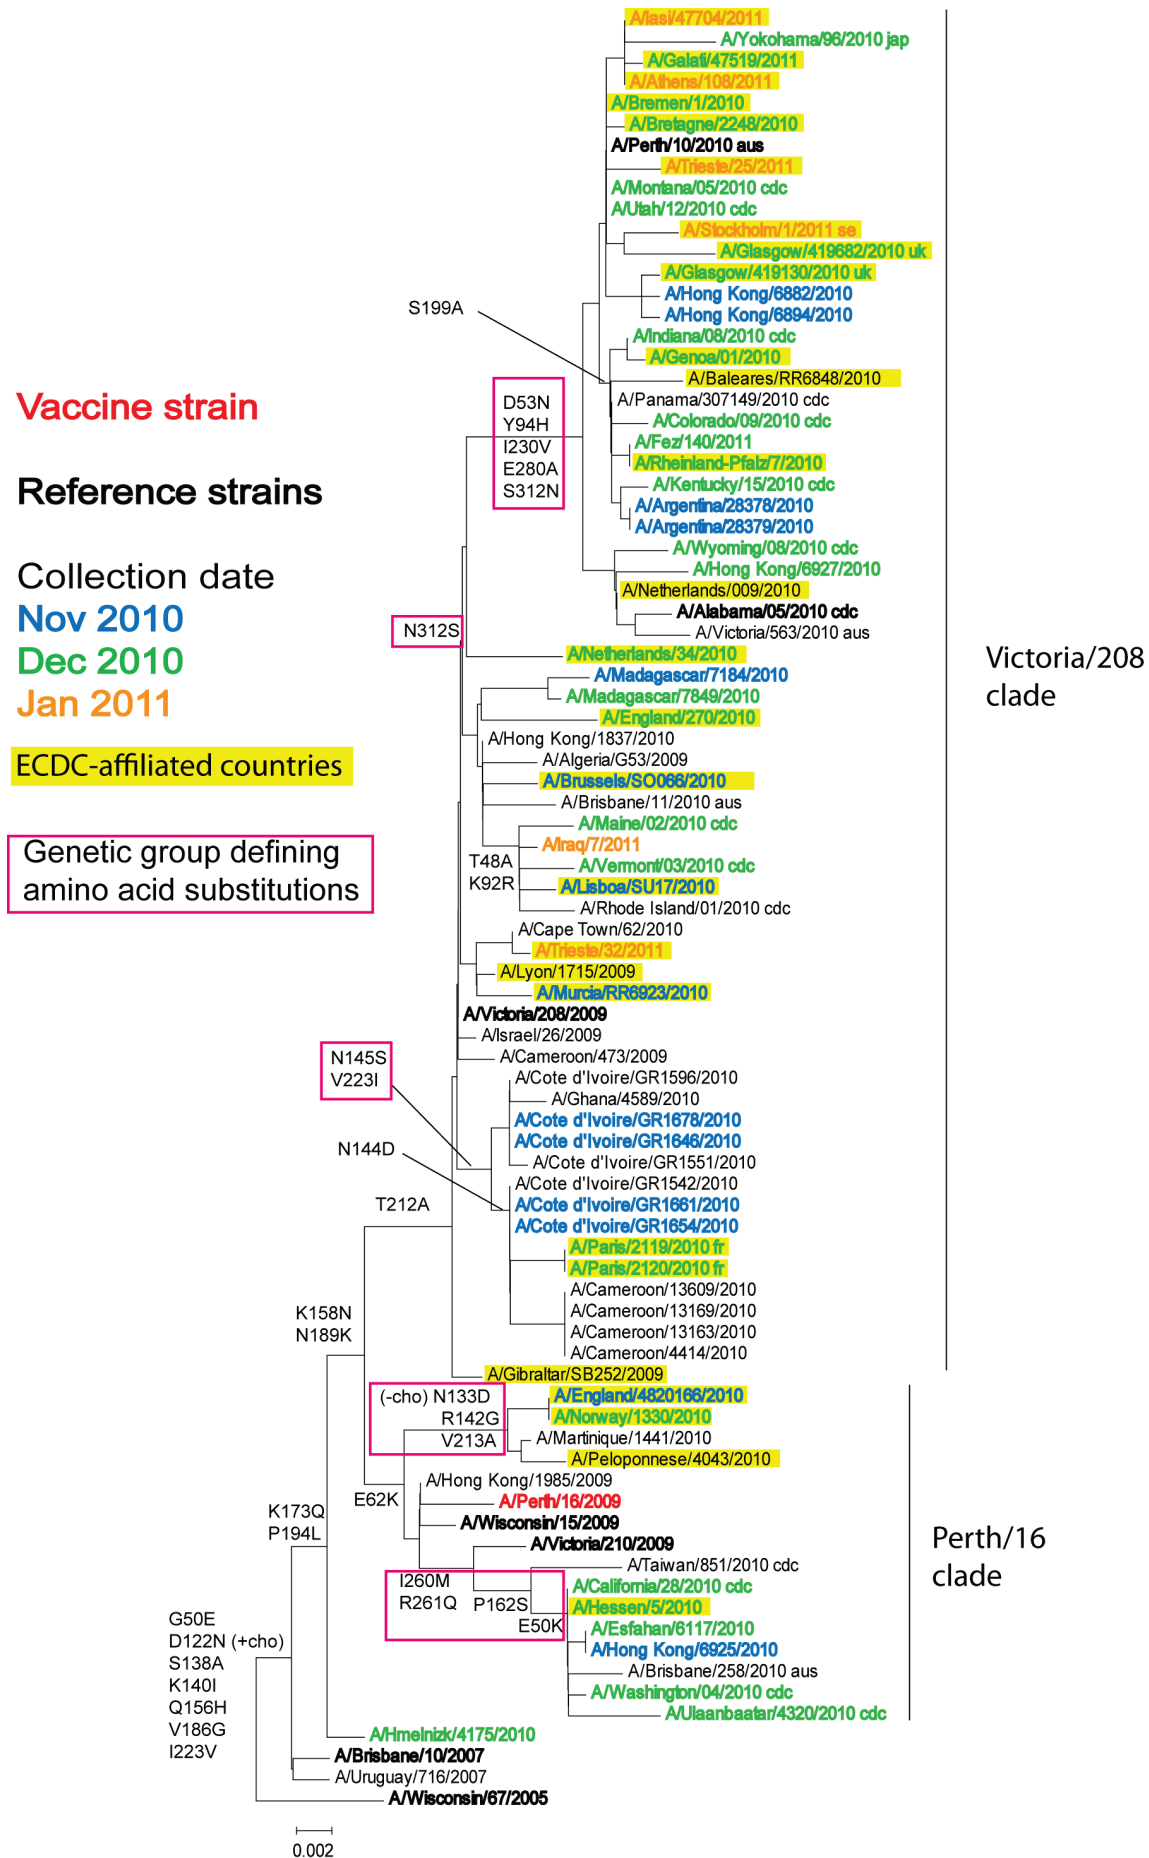 A/Iasi/47704/2011
A/Yokohama/96/2010 jap
A/Galati/47519/2011
A/Athens/108/2011
A/Bremen/1/2010
A/Bretagne/2248/2010
A/Perth/10/2010 aus
A/Trieste/25/2011
A/Montana/05/2010 cdc
A/Utah/12/2010 cdc
A/Stockholm/1/2011 se
A/Glasgow/419682/2010 uk
A/Glasgow/419130/2010 uk
A/Hong Kong/6882/2010
A/Hong Kong/6894/2010
S199A
A/Indiana/08/2010 cdc
A/Genoa/01/2010
A/Baleares/RR6848/2010
A/Panama/307149/2010 cdc
A/Colorado/09/2010 cdc
A/Fez/140/2011
A/Rheinland-Pfalz/7/2010
A/Kentucky/15/2010 cdc
A/Argentina/28378/2010
A/Argentina/28379/2010
D53N
Y94H
I230V
E280A
S312N
A/Wyoming/08/2010 cdc
A/Hong Kong/6927/2010
A/Netherlands/009/2010
A/Alabama/05/2010 cdc
A/Victoria/563/2010 aus
N312S
A/Netherlands/34/2010
A/Madagascar/7184/2010
A/Madagascar/7849/2010
A/England/270/2010
A/Hong Kong/1837/2010
A/Algeria/G53/2009
A/Brussels/SO066/2010
A/Brisbane/11/2010 aus
A/Maine/02/2010 cdc
A/Iraq/7/2011
A/Vermont/03/2010 cdc
T48A
K92R
A/Lisboa/SU17/2010
A/Rhode Island/01/2010 cdc
A/Cape Town/62/2010
A/Trieste/32/2011
A/Lyon/1715/2009
A/Murcia/RR6923/2010
A/Victoria/208/2009
A/Israel/26/2009
A/Cameroon/473/2009
N145S
V223I
A/Cote d'Ivoire/GR1596/2010
A/Ghana/4589/2010
A/Cote d'Ivoire/GR1678/2010
A/Cote d'Ivoire/GR1646/2010
A/Cote d'Ivoire/GR1551/2010
N144D
A/Cote d'Ivoire/GR1542/2010
A/Cote d'Ivoire/GR1661/2010
A/Cote d'Ivoire/GR1654/2010
T212A
A/Paris/2119/2010 fr
A/Paris/2120/2010 fr
A/Cameroon/13609/2010
A/Cameroon/13169/2010
A/Cameroon/13163/2010
A/Cameroon/4414/2010
K158N
N189K
A/Gibraltar/SB252/2009
Victoria/208
clade
(-cho) N133D
R142G
V213A
A/England/4820166/2010
A/Norway/1330/2010
A/Martinique/1441/2010
A/Peloponnese/4043/2010
E62K
A/Hong Kong/1985/2009
A/Perth/16/2009
A/Wisconsin/15/2009
A/Victoria/210/2009
K173Q
P194L
I260M
R261Q
P162S
E50K
A/Taiwan/851/2010 cdc
A/California/28/2010 cdc
A/Hessen/5/2010
A/Esfahan/6117/2010
A/Hong Kong/6925/2010
A/Brisbane/258/2010 aus
A/Washington/04/2010 cdc
A/Ulaanbaatar/4320/2010 cdc
Perth/16
clade
G50E
D122N (+cho)
S138A
K140I
Q156H
V186G
I223V
A/Hmelnizk/4175/2010
A/Brisbane/10/2007
A/Uruguay/716/2007
A/Wisconsin/67/2005
0.002
Vaccine strain
Reference strains
Collection date
Nov 2010
Dec 2010
Jan 2011
ECDC-affiliated countries
Genetic group defining
amino acid substitutions